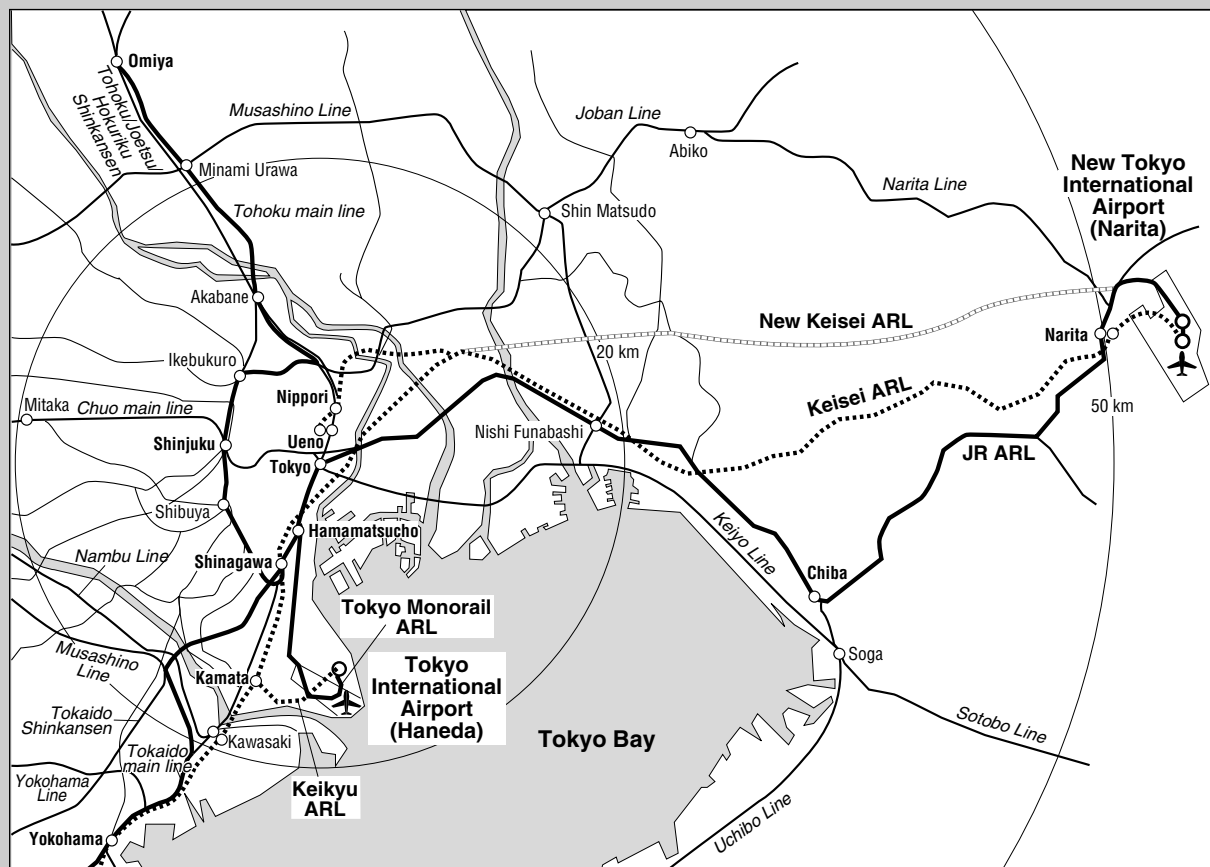 Omiya
Tohoku/Joetsu/
Hokuriku
Shinkansen
Musashino Line
Joban Line
Abiko
Minami Urawa
Tohoku main line
Shin Matsudo
Narita Line
New Tokyo
International
Airport
(Narita)
Akabane
New Keisei ARL
20 km
Narita
Ikebukuro
Nippori
Keisei ARL
50 km
Mitaka
Chuo main line
Ueno
Nishi Funabashi
Shinjuku
Tokyo
JR ARL
Shibuya
Hamamatsucho
Keiyo Line
Nambu Line
Shinagawa
Chiba
Tokyo Monorail
ARL
Musashino
Line
Soga
Kamata
Tokyo
International
Airport
(Haneda)
Tokaido
Shinkansen
Kawasaki
Tokyo Bay
Sotobo Line
Tokaido
main line
Yokohama
Line
Keikyu
ARL
Uchibo Line
Yokohama